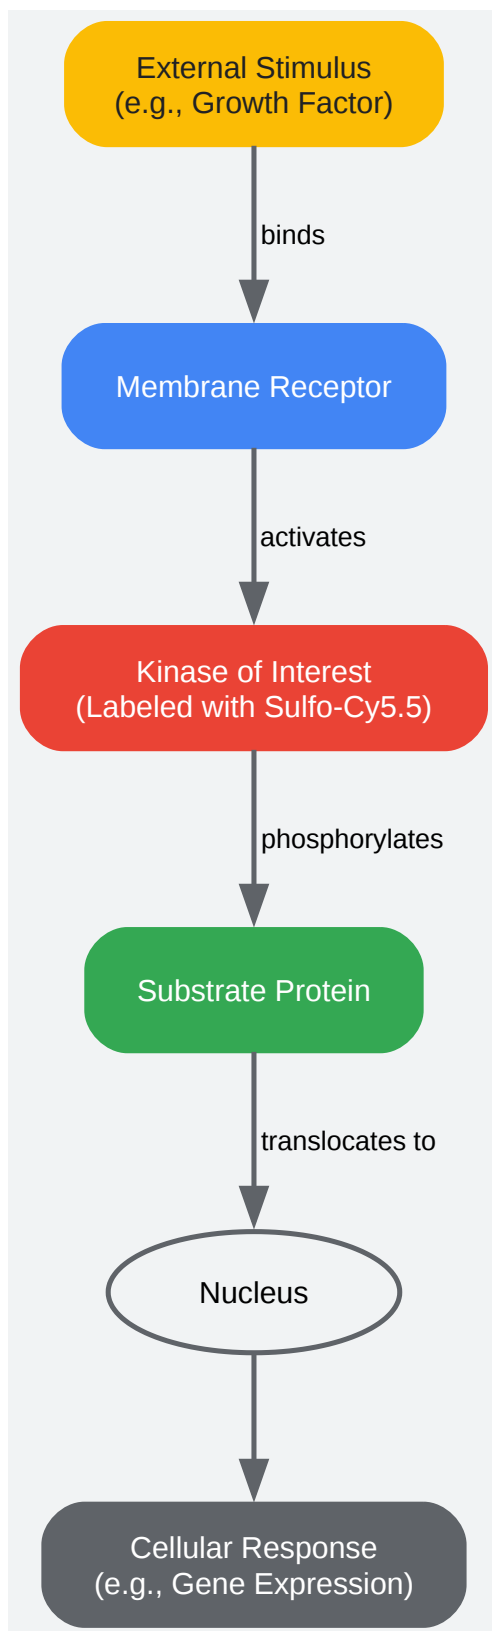 External Stimulus
(e.g., Growth Factor)
binds
Membrane Receptor
activates
Kinase of Interest
(Labeled with Sulfo-Cy5.5)
phosphorylates
Substrate Protein
translocates to
Nucleus
Cellular Response
(e.g., Gene Expression)